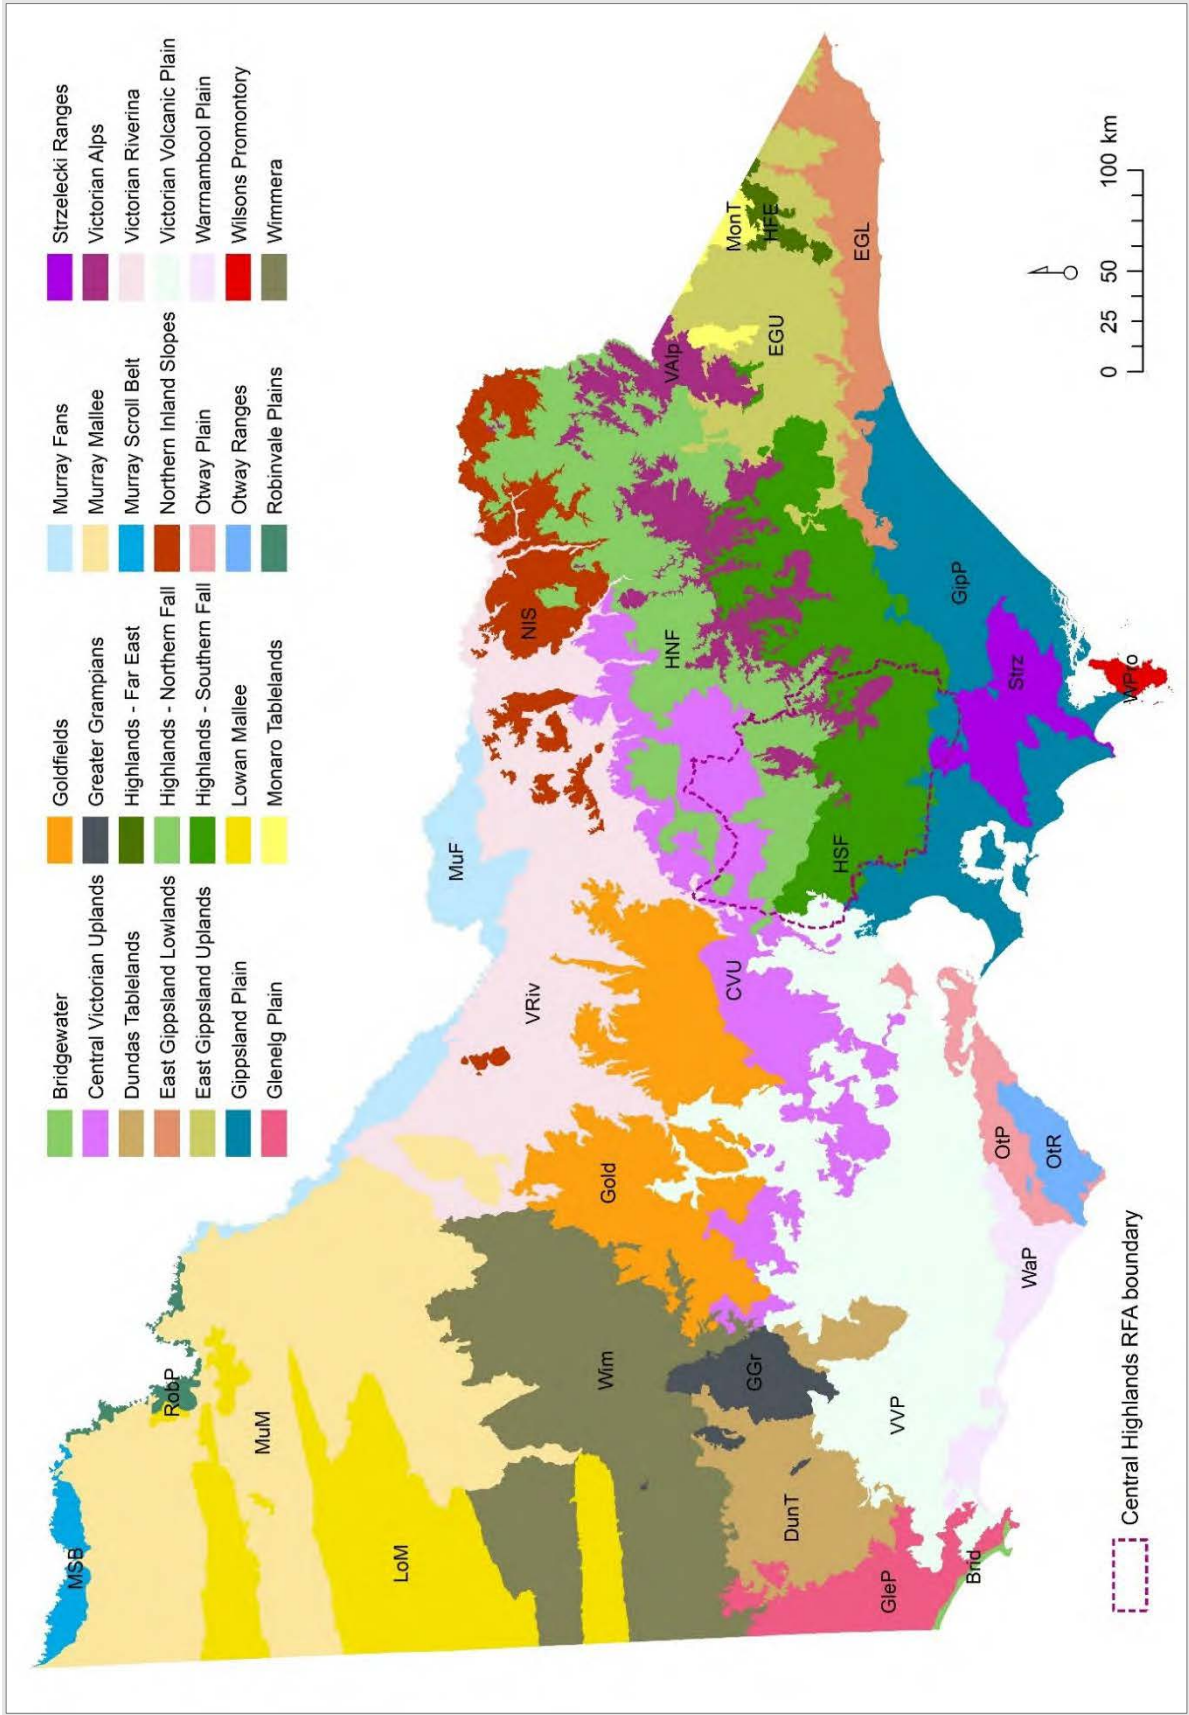 Bridgewater
Central Victorian Uplands
Dundas Tablelands
East Gippsland Lowlands
East Gippsland Uplands
Gippsland Plain
Glenelg Plain
Goldfields
Greater Grampians
Highlands - Far East
Highlands - Northern Fall
Highlands - Southern Fall
Lowan Mallee
Monaro Tablelands
Murray Fans
Murray Mallee
Murray Scroll Belt
Northern Inland Slopes
Otway Plain
Otway Ranges
Robinvale Plains
Strzelecki Ranges
Victorian Alps
Victorian Riverina
Victorian Volcanic Plain
Warrnambool Plain
Wilsons Promontory
Wimmera
MSB
RobP
MuM
LoM
MuF
VRiv
NIS
Wim
Gold
HNF
VAlp
MonT
HFE
CVU
GGr
EGU
DunT
HSF
EGL
VVP
GleP
GipP
Brid
OtP
WaP
OtR
Strz
WPro
Central Highlands RFA boundary
0 25 50 100 km